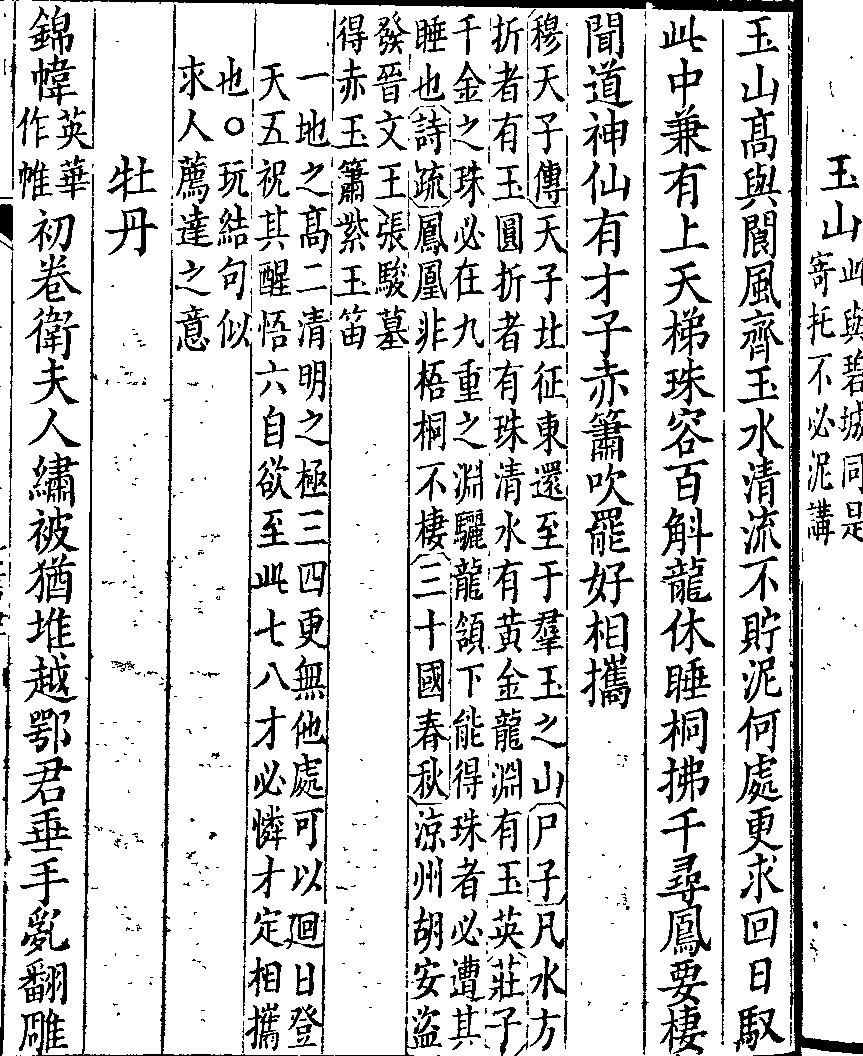 玉山此與碧城同是
寄托不必泥講
玉山高與閬風齊玉水清流不貯泥何處更求回日馭
此中兼有上天梯珠容百斛龍休睡桐拂千尋鳳要棲
聞道神仙有才子赤簫吹罷好相攜
穆天子傳天子北征東還至于羣玉之山尸子凡水方
折者有玉圓折者有珠清水有黃金龍淵有玉英莊子
千金之珠必在九重之淵驪龍頷下能得珠者必遭其
睡也詩疏鳳凰非梧桐不棲三十國春秋涼州胡安盜
發晉文王張駿墓
得赤玉簫紫玉笛
一地之高二清明之極三四更無他處可以廻日登
天五祝其醒悟六自欲至此七八才必憐才定相攜
也○玩結句似
求人薦達之意
牡丹
錦幃英華
作帷初卷衛夫人繡被猶堆越鄂君垂手亂翻雕